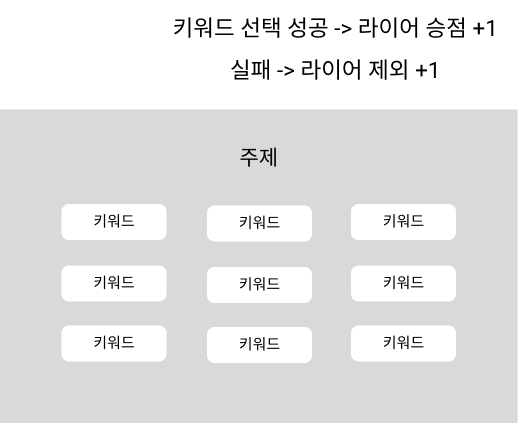 키워드 선택 성공 -> 라이어 승점 +1
실패 -> 라이어 제외 +1
주제
키워드 키워드 키워드
키워드 키워드 키워드
키워드 키워드 키워드